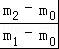 m₂ − m₀
m₁ − m₀